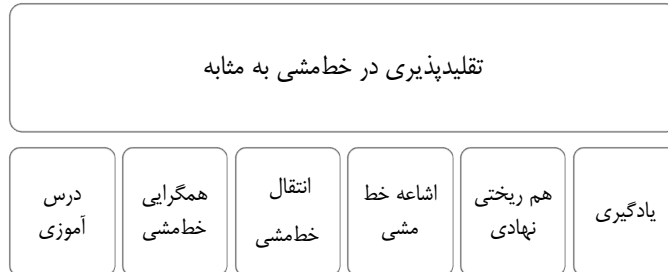 تقلیدپذیری در خط‌مشی به مثابه
یادگیری
هم ریختی
نهادی
اشاعه خط
مشی
انتقال
خط‌مشی
همگرایی
خط‌مشی
درس
آموزی